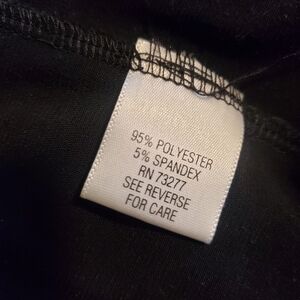 95% POLYESTER
5% SPANDEX
RN 73277
SEE REVERSE
FOR CARE